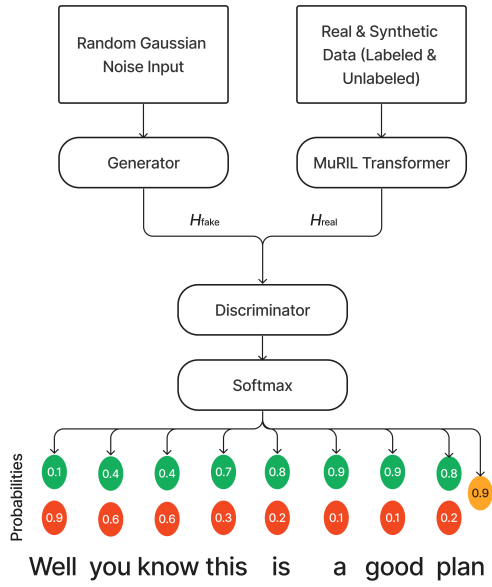 Random Gaussian
Noise Input
Real & Synthetic
Data (Labeled &
Unlabeled)
Generator
MuRIL Transformer
Hfake
Hreal
Discriminator
Softmax
Probabilities
0.1 0.4 0.4 0.7 0.8 0.9 0.9 0.8
0.9
0.9 0.6 0.6 0.3 0.2 0.1 0.1 0.2
Well you know this is a good plan